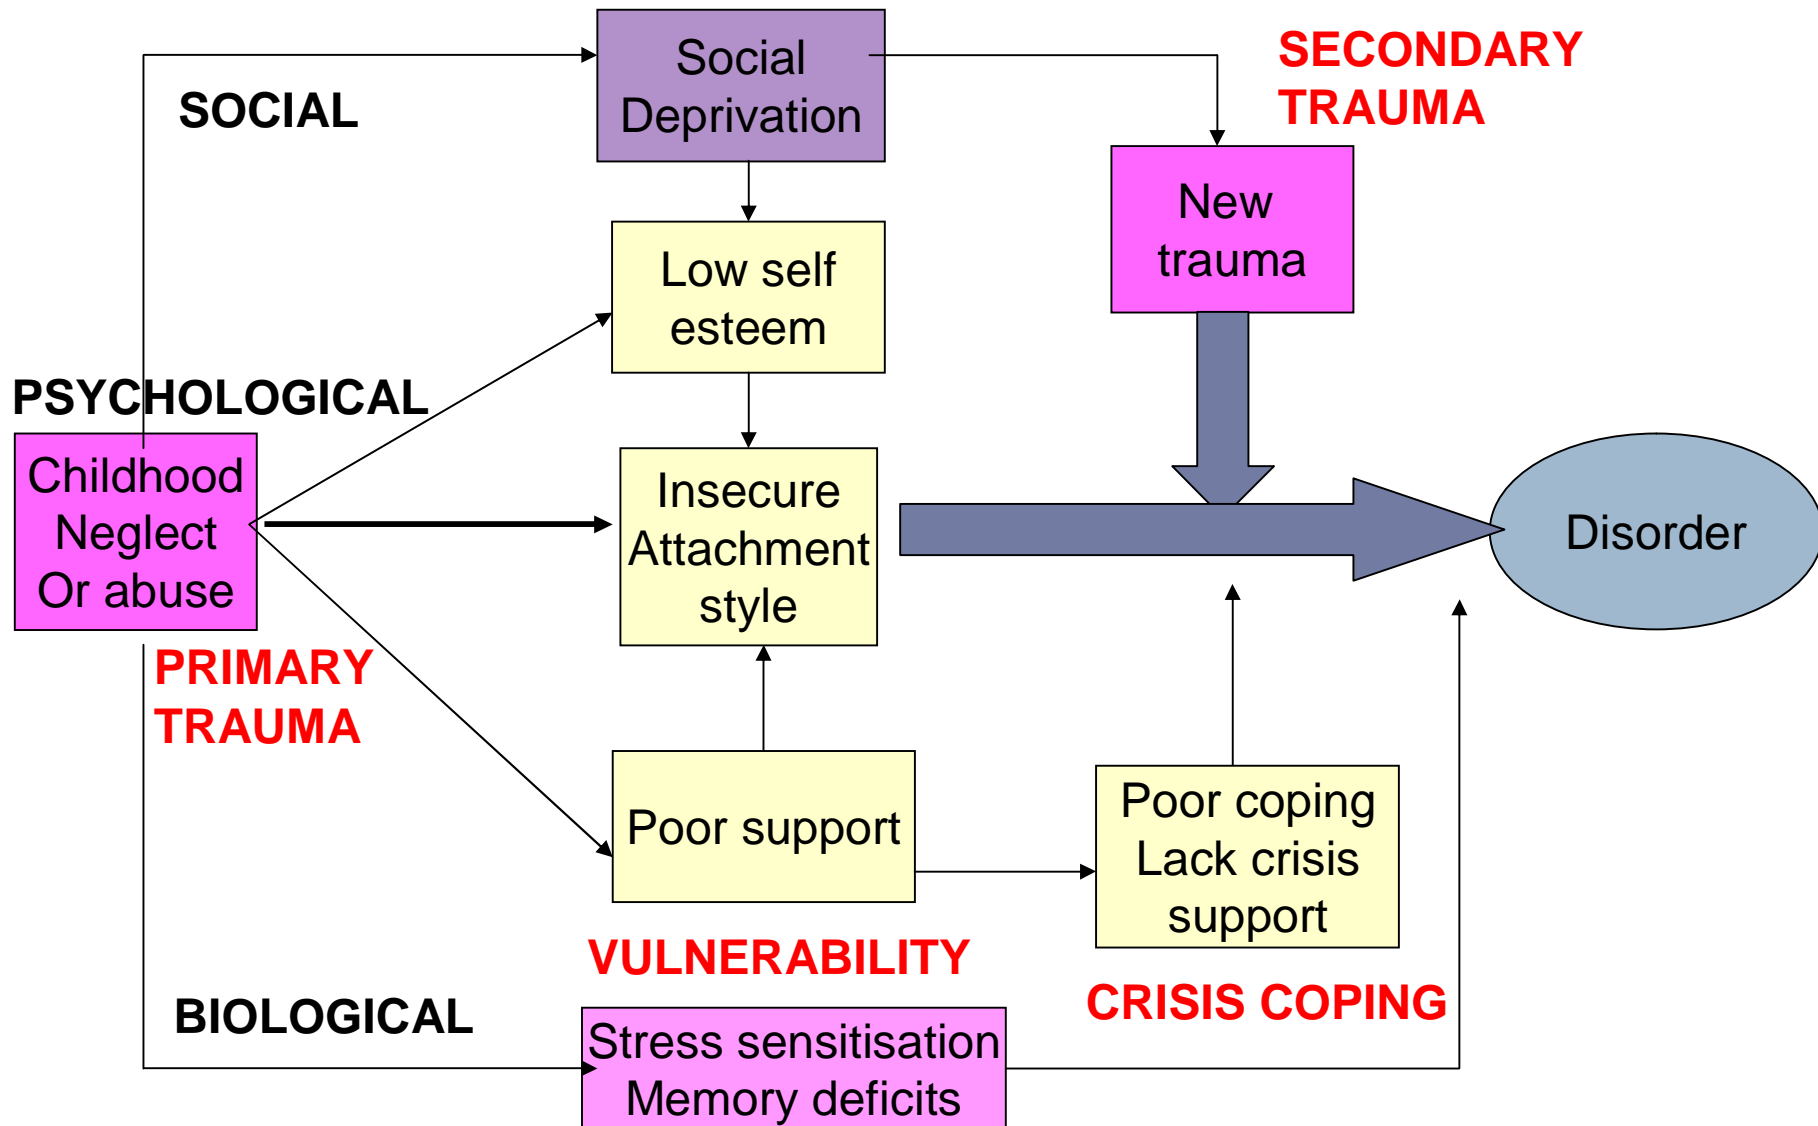 Social
Deprivation
SECONDARY
TRAUMA
SOCIAL
New
trauma
Low self
esteem
PSYCHOLOGICAL
Childhood
Neglect
Or abuse
Insecure
Attachment
style
Disorder
PRIMARY
TRAUMA
Poor support
Poor coping
Lack crisis
support
VULNERABILITY
CRISIS COPING
BIOLOGICAL
Stress sensitisation
Memory deficits